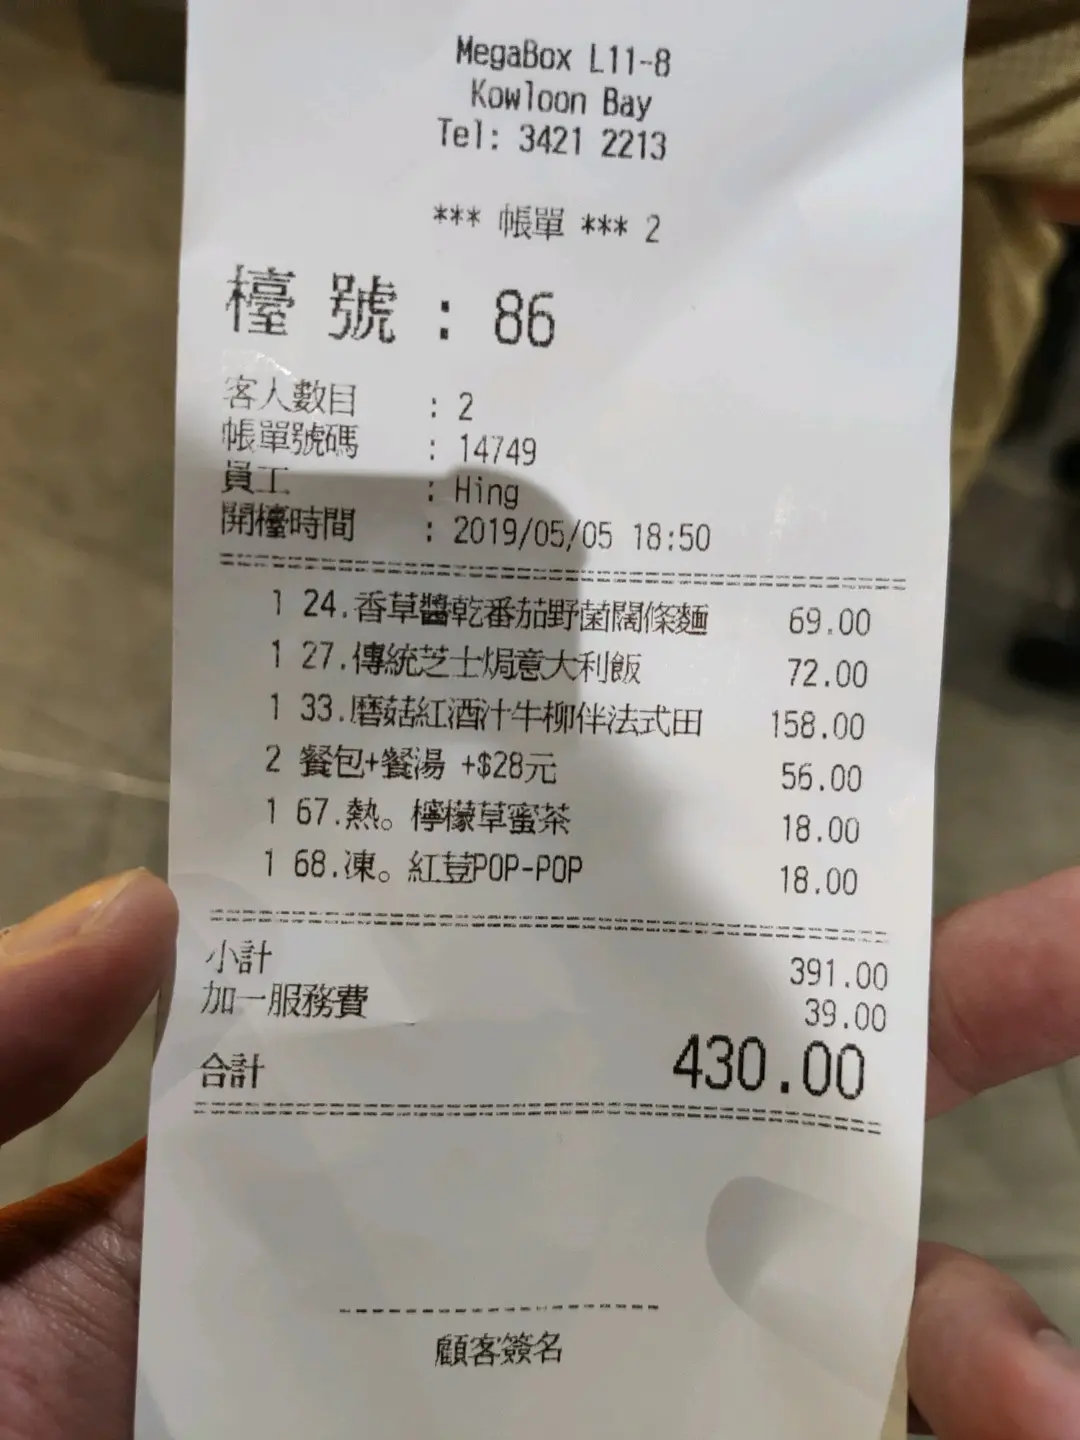 MegaBox L11-8
Kowloon Bay
Tel: 3421 2213
*** 帳單 *** 2
檯 號 : 86
客人數目 : 2
帳單號碼 : 14749
員工 : Hing
開檯時間 : 2019/05/05 18:50
1 24.香草醬乾番茄野菌闊條麵 69.00
1 27.傳統芝士焗意大利飯 72.00
1 33.磨菇紅酒汁牛柳伴法式田 158.00
2 餐包+餐湯 +$28元 56.00
1 67.熱。檸檬草蜜茶 18.00
1 68.凍。紅荳POP-POP 18.00
小計 391.00
加一服務費 39.00
合計 430.00
顧客簽名